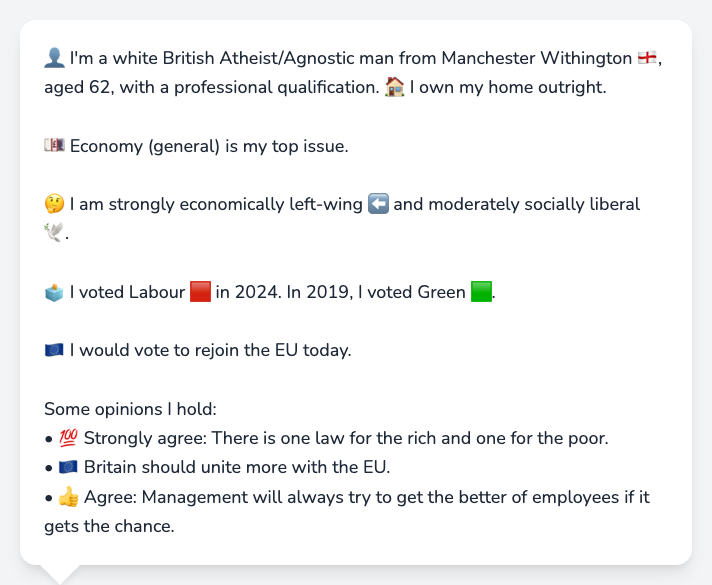 👤 I'm a white British Atheist/Agnostic man from Manchester Withington 🏴󠁧󠁢󠁥󠁮󠁧󠁿,
aged 62, with a professional qualification. 🏠 I own my home outright.
💷 Economy (general) is my top issue.
🤔 I am strongly economically left-wing ⬅️ and moderately socially liberal
🕊️.
🗳️ I voted Labour 🟥 in 2024. In 2019, I voted Green 🟩.
🇪🇺 I would vote to rejoin the EU today.
Some opinions I hold:
• 💯 Strongly agree: There is one law for the rich and one for the poor.
• 🇪🇺 Britain should unite more with the EU.
• 👍 Agree: Management will always try to get the better of employees if it
gets the chance.